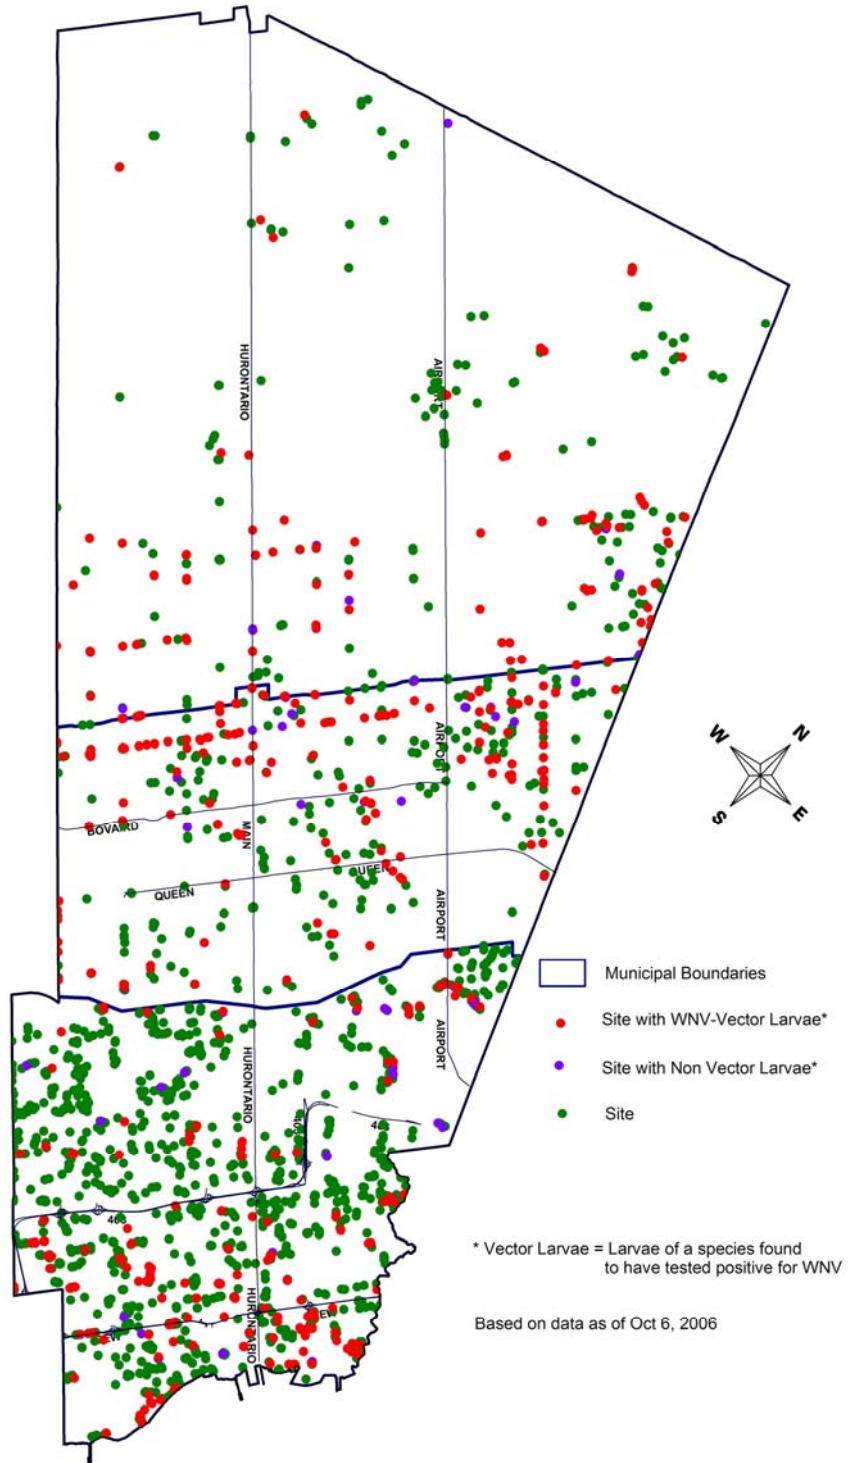 HURONTARIO
AIRPORT
W
N
S
E
AIRPORT
BOVAIRD
MAIN
QUEEN
AIRPORT
Municipal Boundaries
Site with WNV-Vector Larvae*
AIRPORT
HURONTARIO
Site with Non Vector Larvae*
Site
403
* Vector Larvae = Larvae of a species found
to have tested positive for WNV
HURONTARIO
Based on data as of Oct 6, 2006